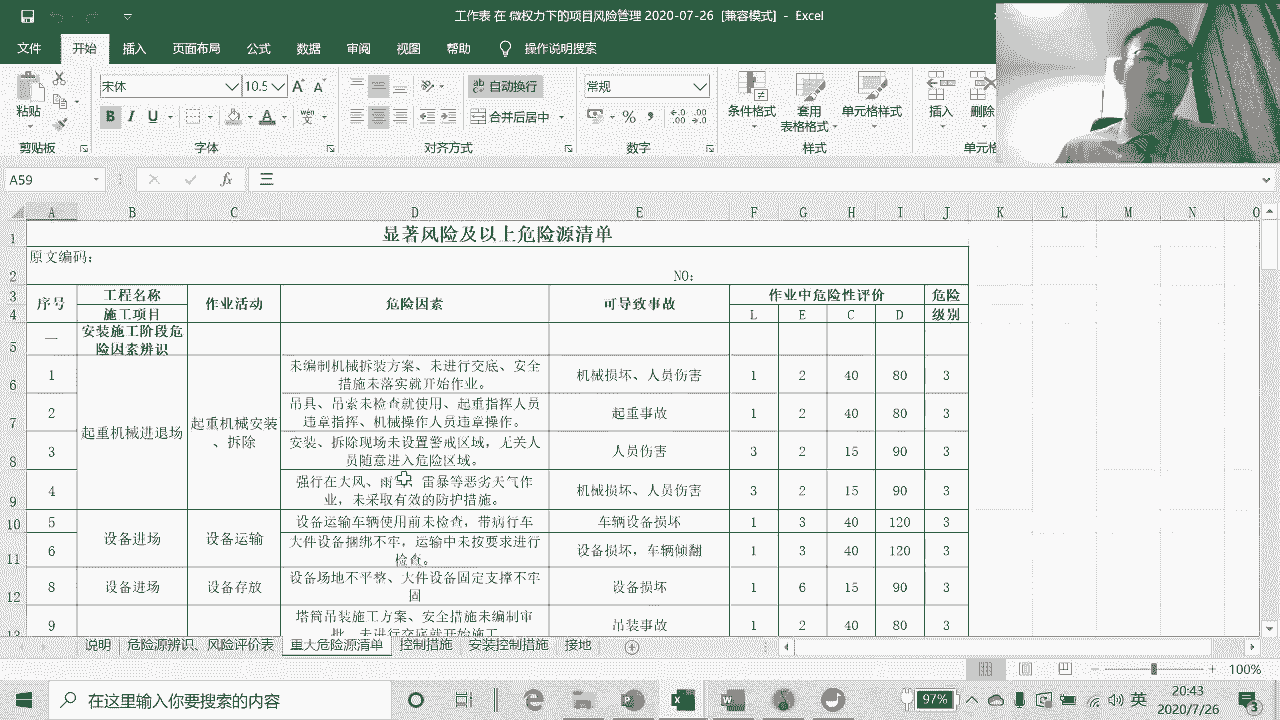 工作表 在 微权力下的项目风险管理 2020-07-26 [兼容模式] - Excel
文件 开始 插入 页面布局 公式 数据 审阅 视图 帮助 操作说明搜索
宋体 10.5 A A ab 自动换行 常规
粘贴 条件格式 套用 表格格式 单元格样式 插入 删除
B I U A 合并后居中 % ,
剪贴板 字体 对齐方式 数字 样式 单元格
A59 fx 三
A B C D E F G H I J K L M N O
1 显著风险及以上危险源清单
2 原文编码: NO:
3 序号 工程名称 作业活动 危险因素 可导致事故 作业中危险性评价 危险
4 施工项目 L E C D 级别
5 一 安装施工阶段危
险因素辨识
6 1 起重机械进退场 起重机械安装、拆除 未编制机械拆装方案、未进行交底、安全
措施未落实就开始作业。 机械损坏、人员伤害 1 2 40 80 3
7 2 吊具、吊索未检查就使用、起重指挥人员
违章指挥、机械操作人员违章操作。 起重事故 1 2 40 80 3
8 3 安装、拆除现场未设置警戒区域，无关人
员随意进入危险区域。 人员伤害 3 2 15 90 3
9 4 强行在大风、雨 雷暴等恶劣天气作
业，未采取有效的防护措施。 机械损坏、人员伤害 3 2 15 90 3
10 5 设备进场 设备运输 设备运输车辆使用前未检查，带病行车 车辆设备损坏 1 3 40 120 3
11 6 大件设备捆绑不牢，运输中未按要求进行
检查。 设备损坏，车辆倾翻 1 3 40 120 3
12 8 设备进场 设备存放 设备场地不平整、大件设备固定支撑不牢
固 设备损坏 1 6 15 90 3
13 9 塔筒吊装施工方案、安全措施未编制审
批，未进行交底就开始施工 吊装事故 1 2 40 80 3
说明 危险源辨识、风险评价表 重大危险源清单 控制措施 安装控制措施 接地
100%
在这里输入你要搜索的内容 97% 英 20:43
2020/7/26 3